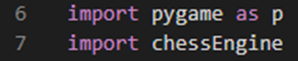 6 import pygame as p
7 import chessEngine